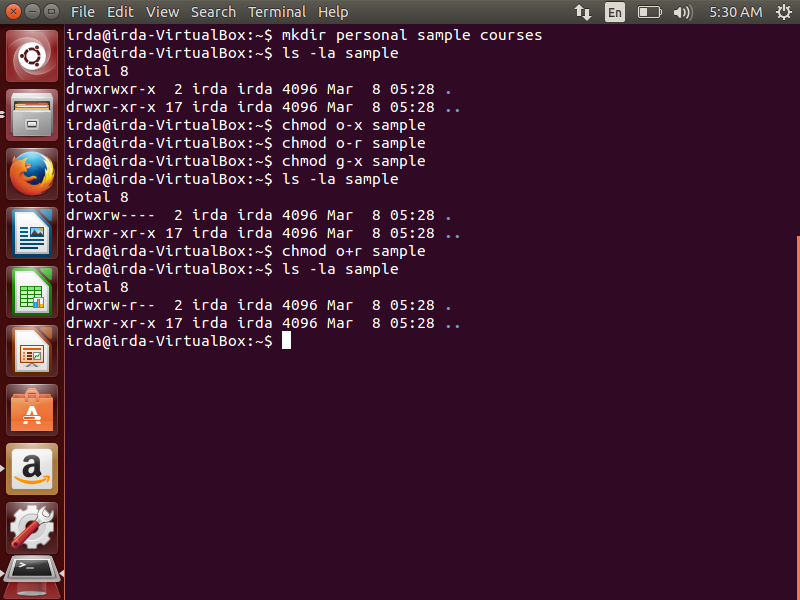 File Edit View Search Terminal Help En 5:30 AM
irda@irda-VirtualBox:~$ mkdir personal sample courses
irda@irda-VirtualBox:~$ ls -la sample
total 8
drwxrwxr-x  2 irda irda 4096 Mar  8 05:28 .
drwxr-xr-x 17 irda irda 4096 Mar  8 05:28 ..
irda@irda-VirtualBox:~$ chmod o-x sample
irda@irda-VirtualBox:~$ chmod o-r sample
irda@irda-VirtualBox:~$ chmod g-x sample
irda@irda-VirtualBox:~$ ls -la sample
total 8
drwxrw----  2 irda irda 4096 Mar  8 05:28 .
drwxr-xr-x 17 irda irda 4096 Mar  8 05:28 ..
irda@irda-VirtualBox:~$ chmod o+r sample
irda@irda-VirtualBox:~$ ls -la sample
total 8
drwxrw-r--  2 irda irda 4096 Mar  8 05:28 .
drwxr-xr-x 17 irda irda 4096 Mar  8 05:28 ..
irda@irda-VirtualBox:~$